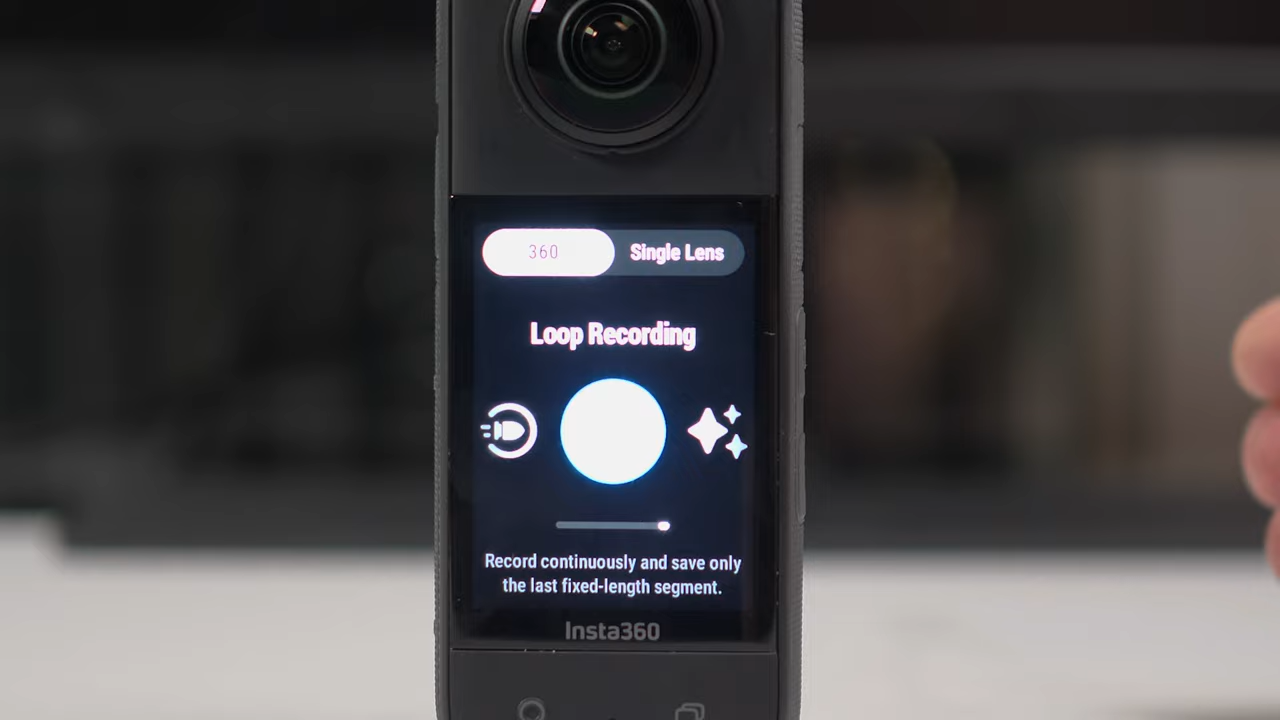 360
Single Lens
Loop Recording
Record continuously and save only
the last fixed-length segment.
Insta360